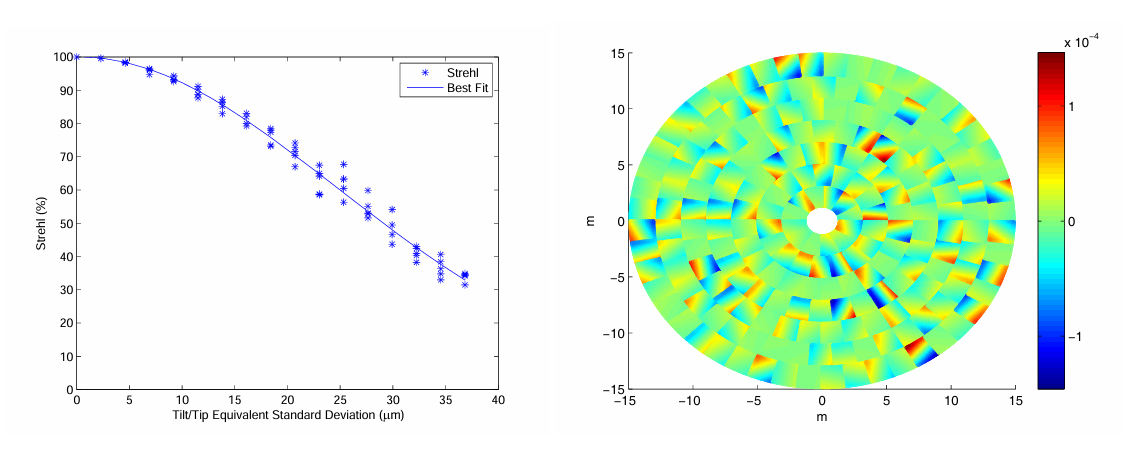 100
90
80
70
60
50
40
30
20
10
0
Strehl (%)
0 5 10 15 20 25 30 35 40
Tilt/Tip Equivalent Standard Deviation (μm)
Strehl
Best Fit
15
10
5
0
−5
−10
−15
m
−15 −10 −5 0 5 10 15
m
x 10⁻⁴
1
0
−1